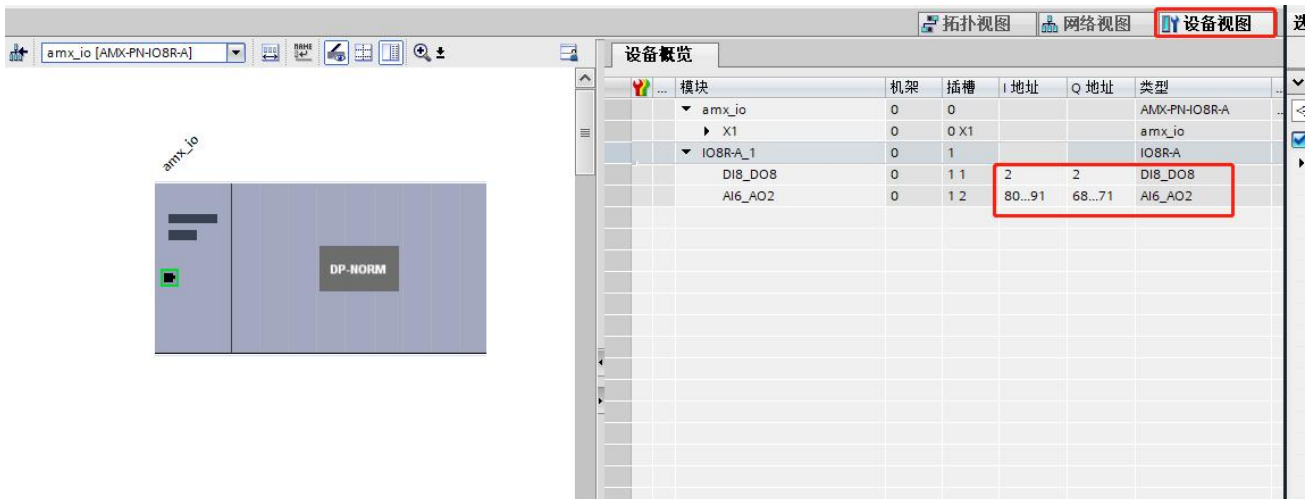 拓扑视图 网络视图 设备视图
amx_io [AMX-PN-IO8R-A] NAME ± 设备概览
... 模块 机架 插槽 I 地址 Q 地址 类型 ...
amx_io 0 0 AMX-PN-IO8R-A ...
X1 0 0 X1 amx_io
IO8R-A_1 0 1 IO8R-A
DI8_DO8 0 1 1 2 2 DI8_DO8
AI6_AO2 0 1 2 80...91 68...71 AI6_AO2
amx_io
DP-NORM